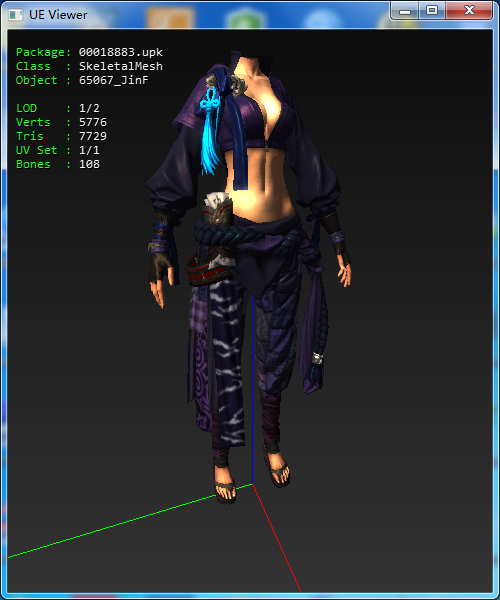 UE Viewer
Package: 00018883.upk
Class : SkeletalMesh
Object : 65067_JinF
LOD : 1/2
Verts : 5776
Tris : 7729
UV Set : 1/1
Bones : 108